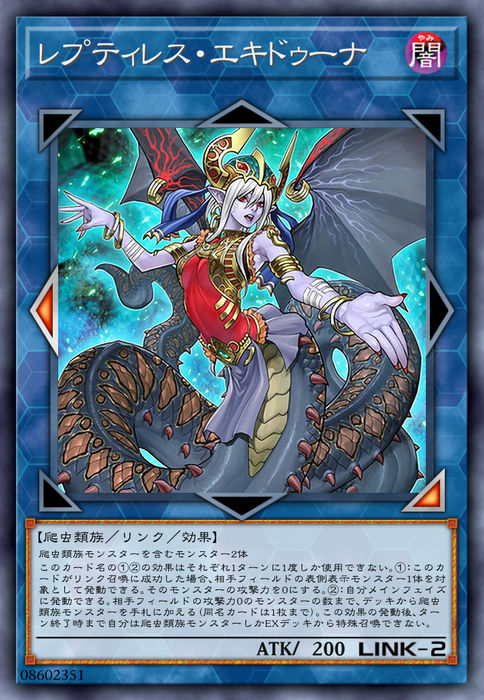 レプティレス・エキドゥーナ
やみ
闇
【爬虫類族／リンク／効果】
爬虫類族モンスターを含むモンスター2体
このカード名の①②の効果はそれぞれ1ターンに1度しか使用できない。①：このカ
ードがリンク召喚に成功した場合、相手フィールドの表側表示モンスター1体を対
象として発動できる。そのモンスターの攻撃力を0にする。②：自分メインフェイズ
に発動できる。相手フィールドの攻撃力0のモンスターの数まで、デッキから爬虫
類族モンスターを手札に加える（同名カードは1枚まで）。この効果の発動後、ター
ン終了時まで自分は爬虫類族モンスターしかEXデッキから特殊召喚できない。
ATK/ 200 LINK-2
08602351